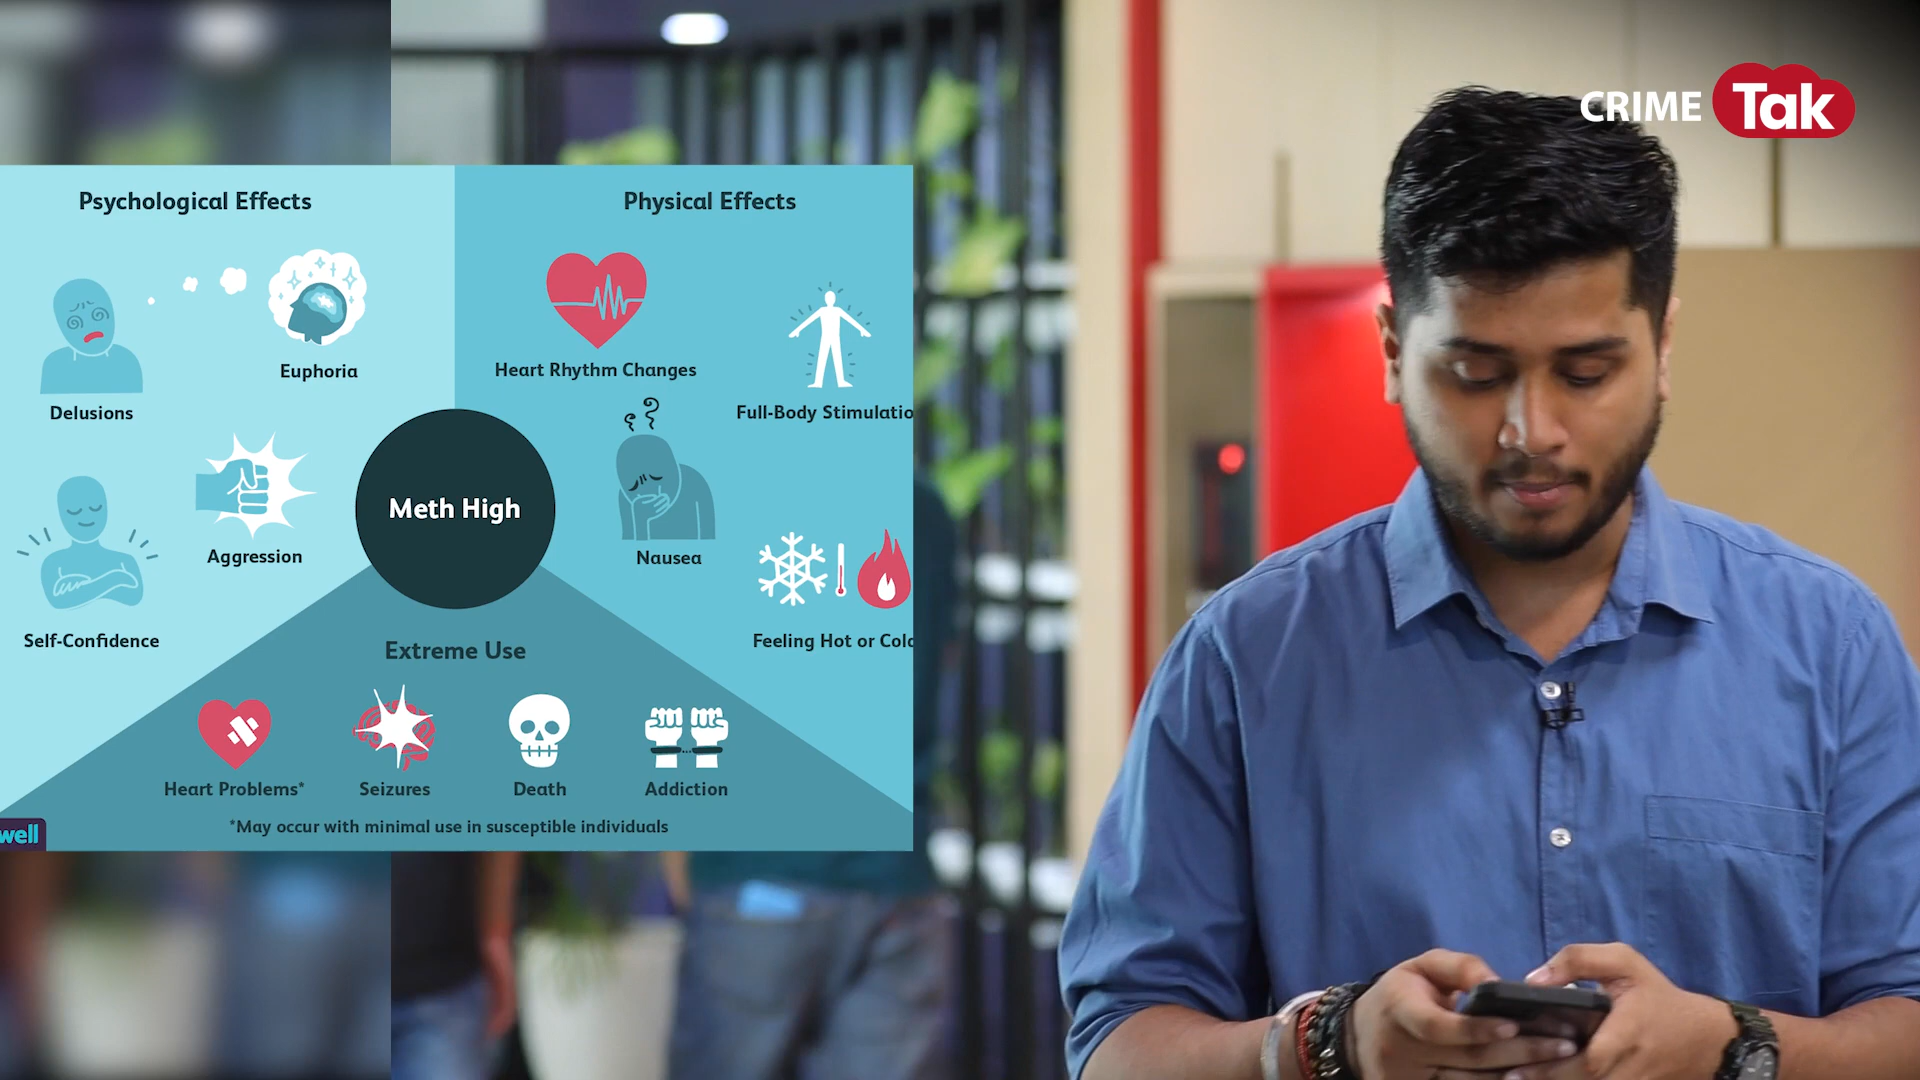 CRIME Tak
Psychological Effects
Physical Effects
Euphoria
Delusions
Heart Rhythm Changes
Full-Body Stimulatio
Aggression
Meth High
Nausea
Self-Confidence
Feeling Hot or Cold
Extreme Use
Heart Problems*
Seizures
Death
Addiction
*May occur with minimal use in susceptible individuals
well